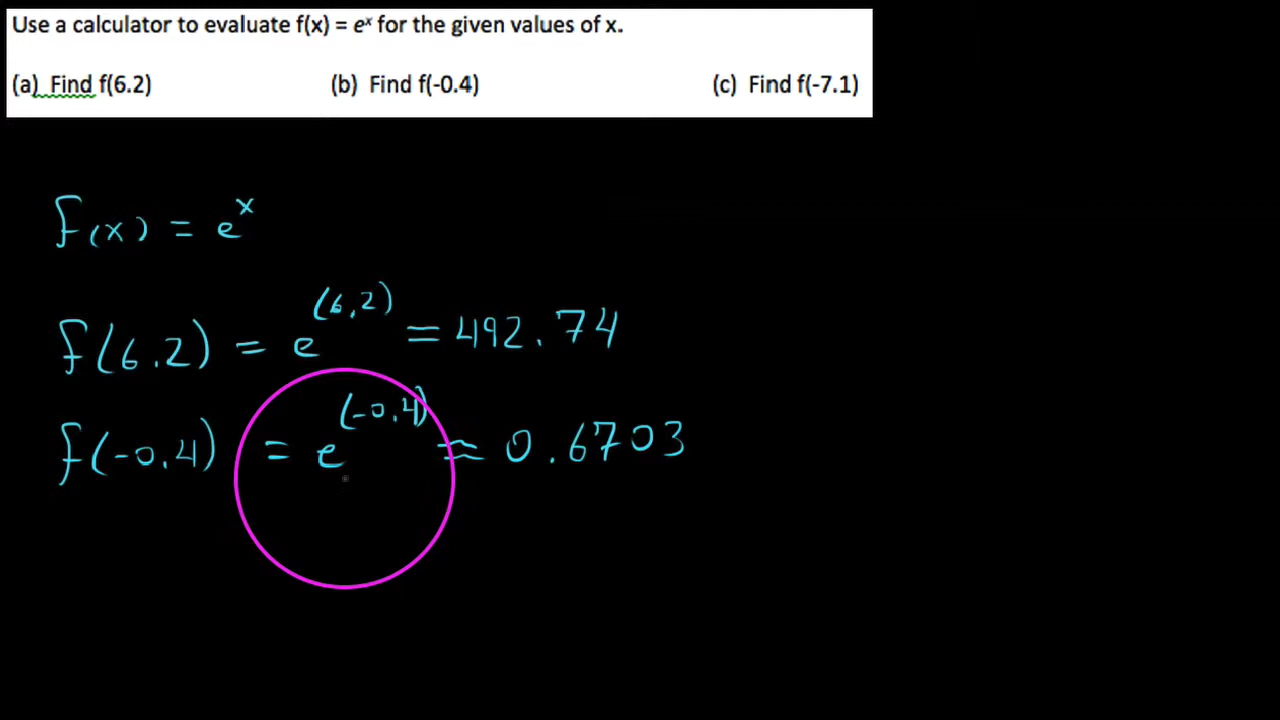 Use a calculator to evaluate f(x) = eˣ for the given values of x.
(a) Find f(6.2) (b) Find f(-0.4) (c) Find f(-7.1)
f(x) = eˣ
f(6.2) = e^(6.2) = 492.74
f(-0.4) = e^(-0.4) ≈ 0.6703